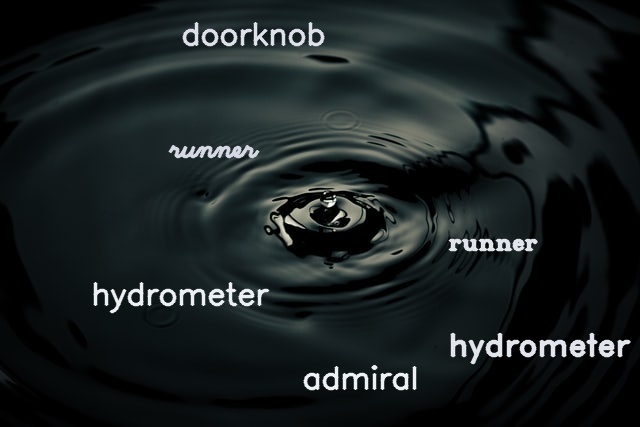 doorknob
runner
runner
hydrometer
hydrometer
admiral